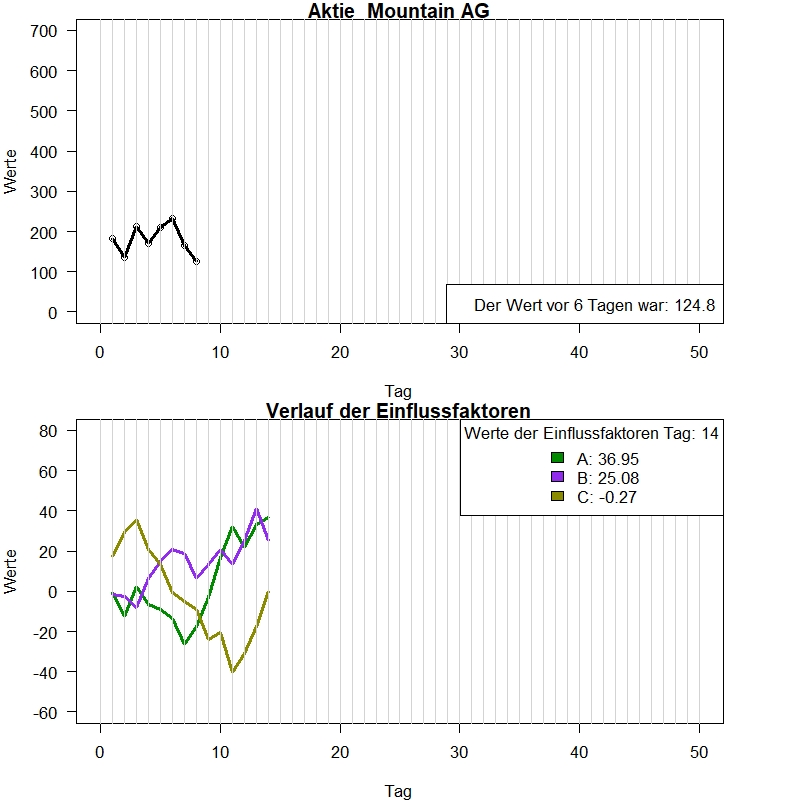 Aktie  Mountain AG
Werte
700
600
500
400
300
200
100
0
Der Wert vor 6 Tagen war: 124.8
0 10 20 30 40 50
Tag
Verlauf der Einflussfaktoren
Werte
80
60
40
20
0
-20
-40
-60
Werte der Einflussfaktoren Tag: 14
A: 36.95
B: 25.08
C: -0.27
0 10 20 30 40 50
Tag